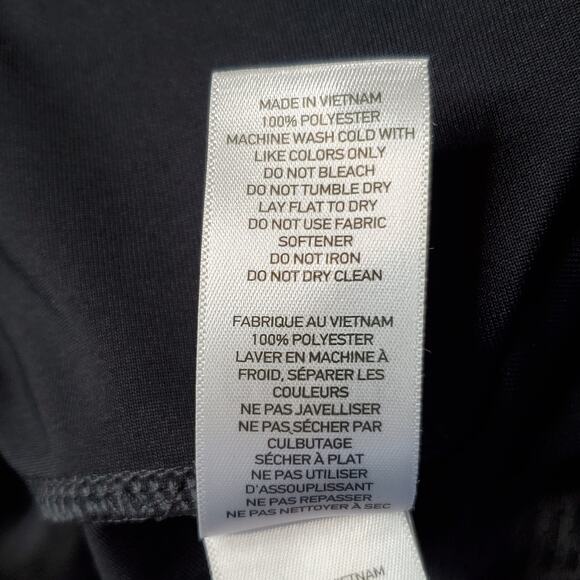 MADE IN VIETNAM
100% POLYESTER
MACHINE WASH COLD WITH
LIKE COLORS ONLY
DO NOT BLEACH
DO NOT TUMBLE DRY
LAY FLAT TO DRY
DO NOT USE FABRIC
SOFTENER
DO NOT IRON
DO NOT DRY CLEAN
FABRIQUE AU VIETNAM
100% POLYESTER
LAVER EN MACHINE À
FROID, SÉPARER LES
COULEURS
NE PAS JAVELLISER
NE PAS SÉCHER PAR
CULBUTAGE
SÉCHER À PLAT
NE PAS UTILISER
D'ASSOUPLISSANT
NE PAS REPASSER
NE PAS NETTOYER À SEC
VIETNAM